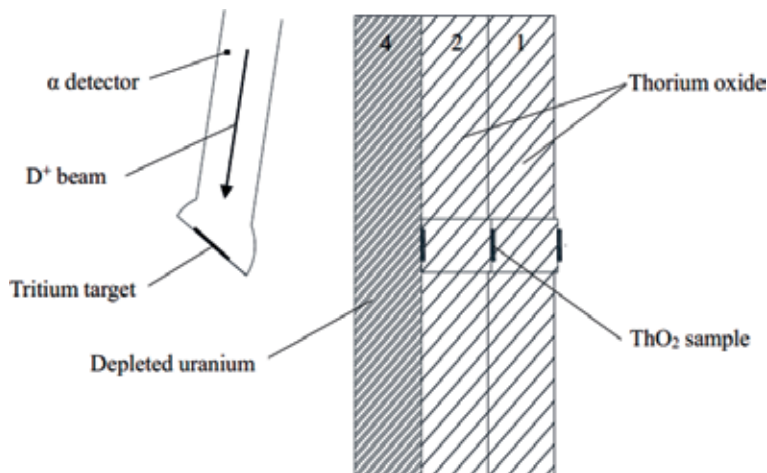 4 2 1
α detector
Thorium oxide
D⁺ beam
Tritium target
ThO₂ sample
Depleted uranium